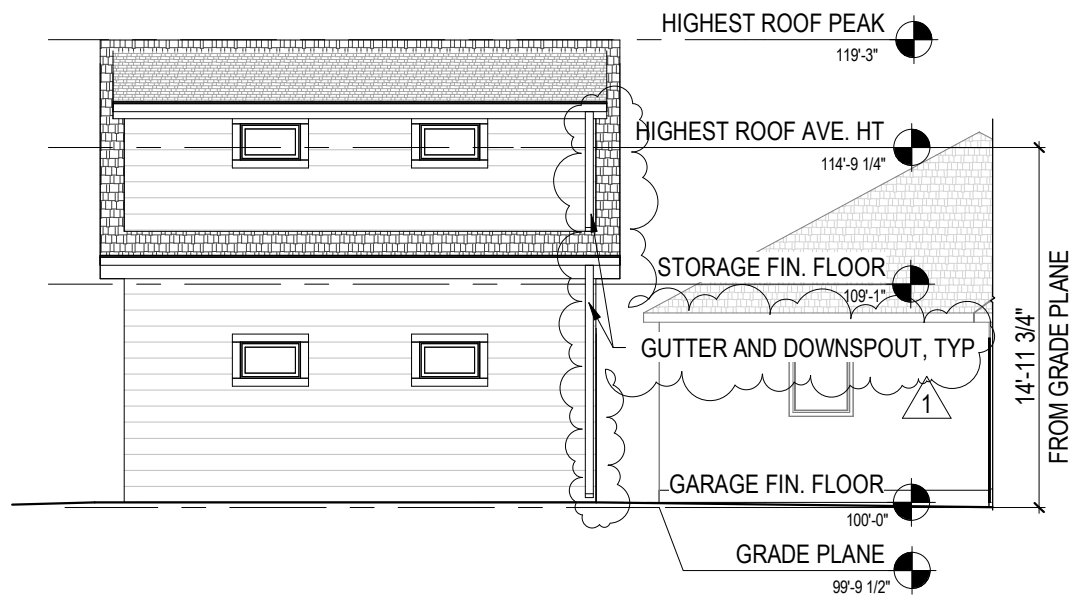 HIGHEST ROOF PEAK
119'-3"
HIGHEST ROOF AVE. HT
114'-9 1/4"
STORAGE FIN. FLOOR
109'-1"
GUTTER AND DOWNSPOUT, TYP
1
14'-11 3/4"
FROM GRADE PLANE
GARAGE FIN. FLOOR
100'-0"
GRADE PLANE
99'-9 1/2"